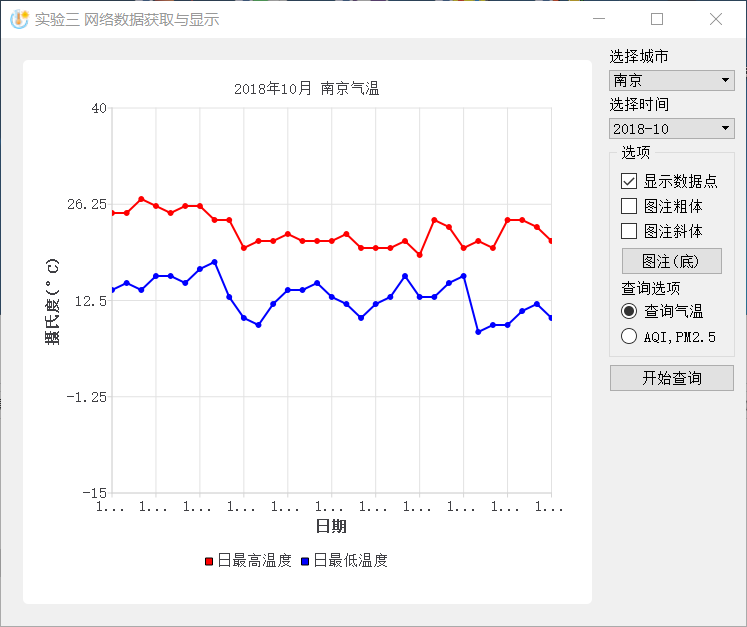 实验三 网络数据获取与显示
2018年10月 南京气温
40
26.25
12.5
-1.25
-15
摄氏度(°C)
1... 1... 1... 1... 1... 1... 1... 1... 1... 1... 1...
日期
日最高温度 日最低温度
选择城市
南京
选择时间
2018-10
选项
显示数据点
图注粗体
图注斜体
图注(底)
查询选项
查询气温
AQI,PM2.5
开始查询